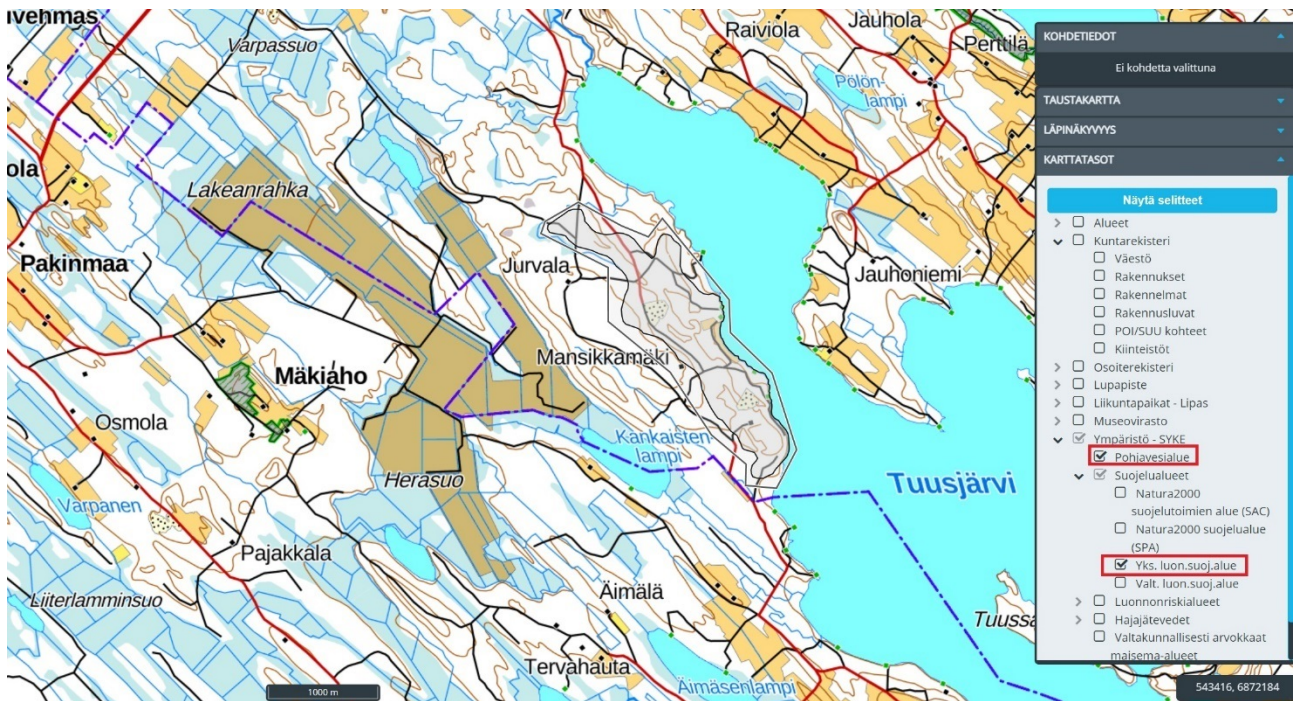 ivehmas
Varpassuo
Raiviola
Jauhola
Perttilä
Pölön-
lampi
ola
Lakeanrahka
Pakinmaa
Jurvala
Jauhoniemi
Mansikkamäki
Mäkiaho
Osmola
Kankaisten-
lampi
Herasuo
Tuusjärvi
Varpanen
Pajakkala
Liiterlamminsuo
Äimälä
Tuussa
Tervahauta
Äimäsenlampi
1000 m
KOHDETIEDOT
Ei kohdetta valittuna
TAUSTAKARTTA
LÄPINÄKYVYYS
KARTTATASOT
Näytä selitteet
Alueet
Kuntarekisteri
Väestö
Rakennukset
Rakennelmat
Rakennusluvat
POI/SUU kohteet
Kiinteistöt
Osoiterekisteri
Lupapiste
Liikuntapaikat - Lipas
Museovirasto
Ympäristö - SYKE
Pohjavesialue
Suojelualueet
Natura2000
suojelutoimien alue (SAC)
Natura2000 suojelualue
(SPA)
Yks. luon.suoj.alue
Valt. luon.suoj.alue
Luonnonriskialueet
Hajajätevedet
Valtakunnallisesti arvokkaat
maisema-alueet
543416, 6872184